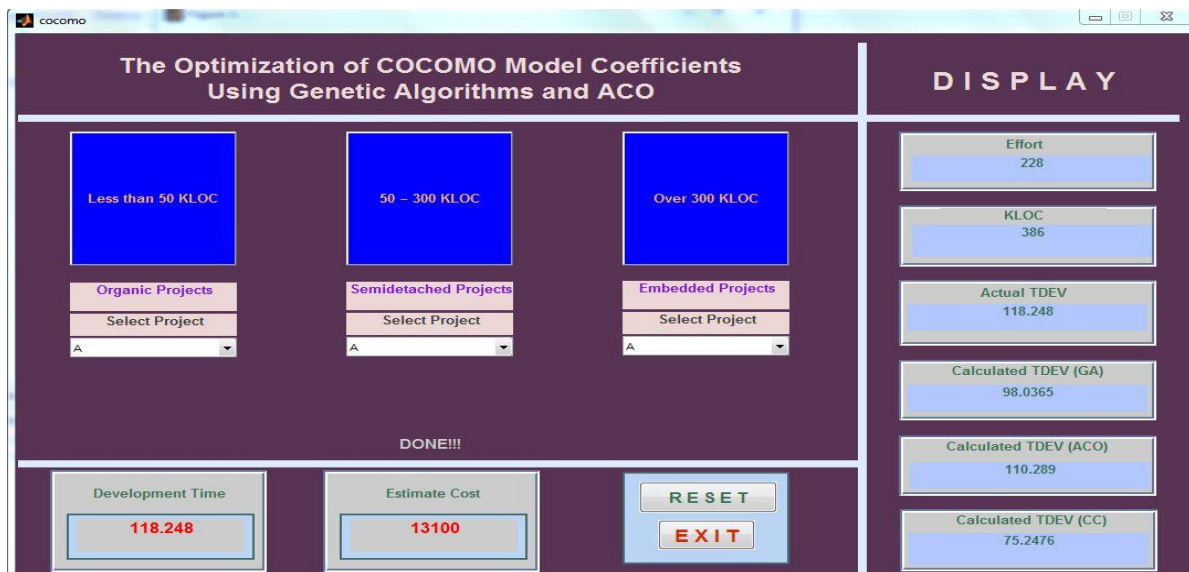 cocomo
The Optimization of COCOMO Model Coefficients
Using Genetic Algorithms and ACO
Less than 50 KLOC
50 – 300 KLOC
Over 300 KLOC
Organic Projects
Semidetached Projects
Embedded Projects
Select Project
Select Project
Select Project
A
A
A
DONE!!!
Development Time
118.248
Estimate Cost
13100
RESET
EXIT
DISPLAY
Effort
228
KLOC
386
Actual TDEV
118.248
Calculated TDEV (GA)
98.0365
Calculated TDEV (ACO)
110.289
Calculated TDEV (CC)
75.2476